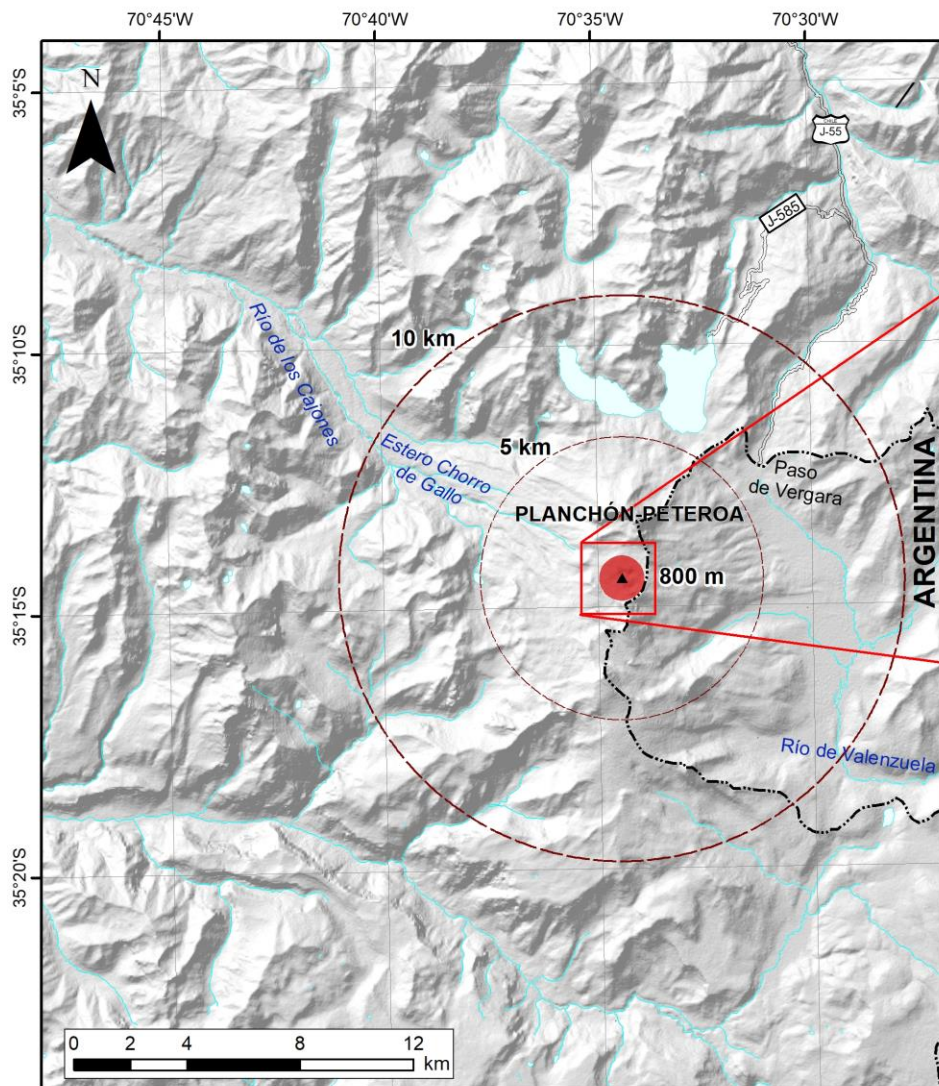 70°45'W
70°40'W
70°35'W
70°30'W
35°5'S
N
CHILE
J-55
J-585
Río de los Cajones
10 km
35°10'S
5 km
Estero Chorro
de Gallo
Paso
de Vergara
ARGENTINA
PLANCHÓN-PETEROA
800 m
35°15'S
Río de Valenzuela
35°20'S
0 2 4 8 12
km